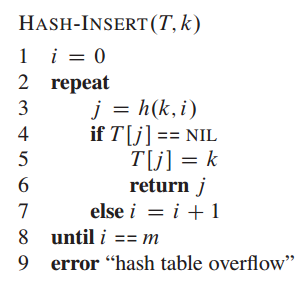 HASH-INSERT(T, k)
1 i = 0
2 repeat
3 j = h(k, i)
4 if T[j] == NIL
5 T[j] = k
6 return j
7 else i = i + 1
8 until i == m
9 error “hash table overflow”